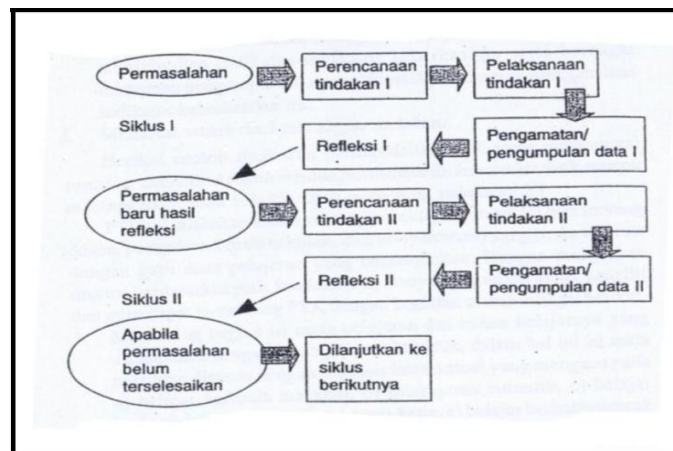 Permasalahan
Perencanaan
tindakan I
Pelaksanaan
tindakan I
Siklus I
Refleksi I
Pengamatan/
pengumpulan data I
Permasalahan
baru hasil
refleksi
Perencanaan
tindakan II
Pelaksanaan
tindakan II
Siklus II
Refleksi II
Pengamatan/
pengumpulan data II
Apabila
permasalahan
belum
terselesaikan
Dilanjutkan ke
siklus
berikutnya